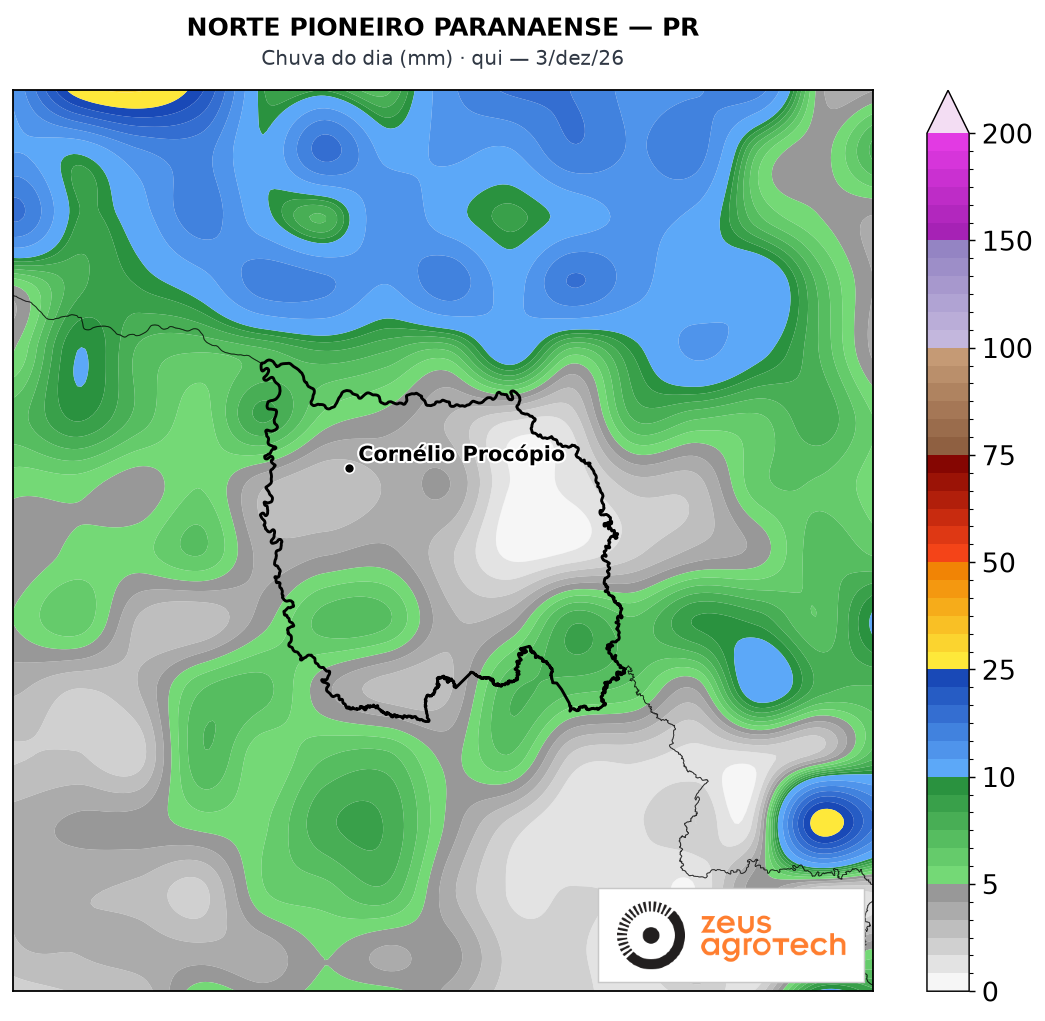 NORTE PIONEIRO PARANAENSE — PR
Chuva do dia (mm) · qui — 3/dez/26
200
150
100
75
50
25
10
5
0
Cornélio Procópio
zeus
agrotech